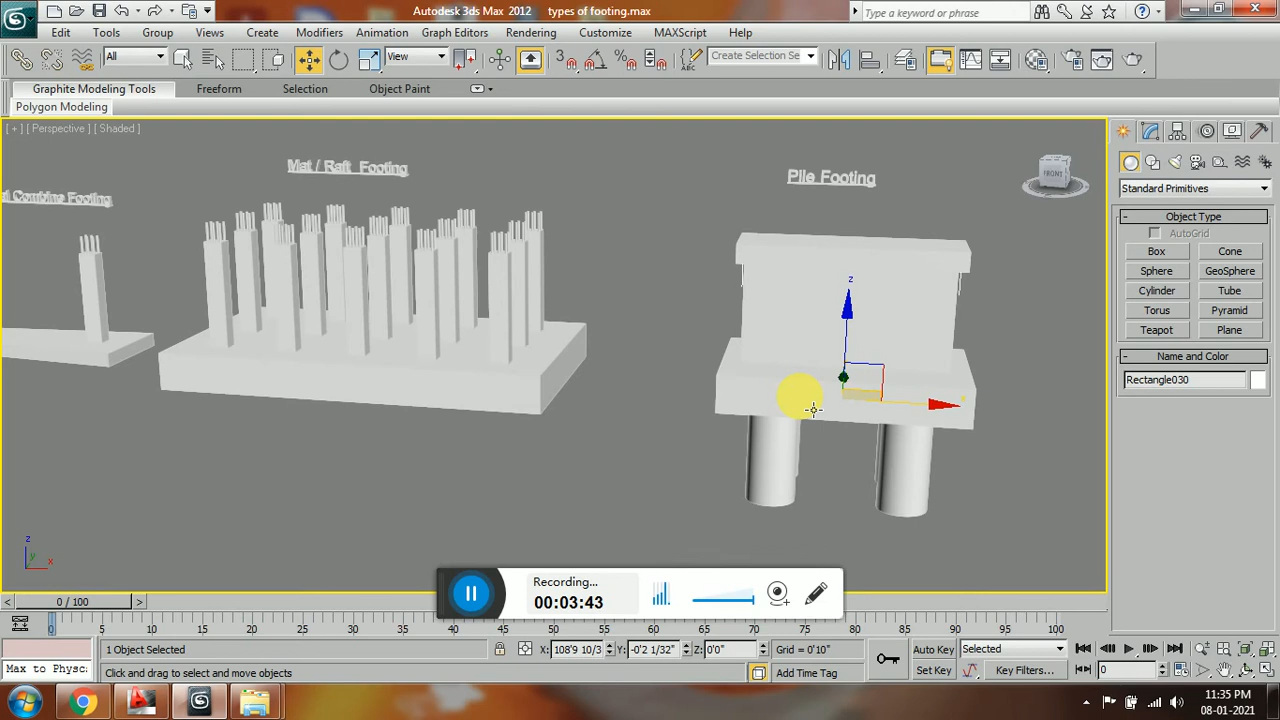 Autodesk 3ds Max 2012 types of footing.max
Type a keyword or phrase
Edit Tools Group Views Create Modifiers Animation Graph Editors Rendering Customize MAXScript Help
All View Create Selection Se
Graphite Modeling Tools Freeform Selection Object Paint
Polygon Modeling
[ + ] [ Perspective ] [ Shaded ]
Mat / Raft Footing
Pile Footing
Combine Footing
FRONT
Standard Primitives
- Object Type
AutoGrid
Box Cone
Sphere GeoSphere
Cylinder Tube
Torus Pyramid
Teapot Plane
- Name and Color
Rectangle030
z
x
z
y
x
Recording...
00:03:43
< 0 / 100 >
0 5 10 15 20 25 30 35 40 45 50 55 60 65 70 75 80 85 90 95 100
1 Object Selected X: 108'9 10/3 Y: -0'2 1/32" Z: 0'0" Grid = 0'10" Auto Key Selected
Max to Physc Click and drag to select and move objects Add Time Tag Set Key Key Filters... 0
11:35 PM
08-01-2021